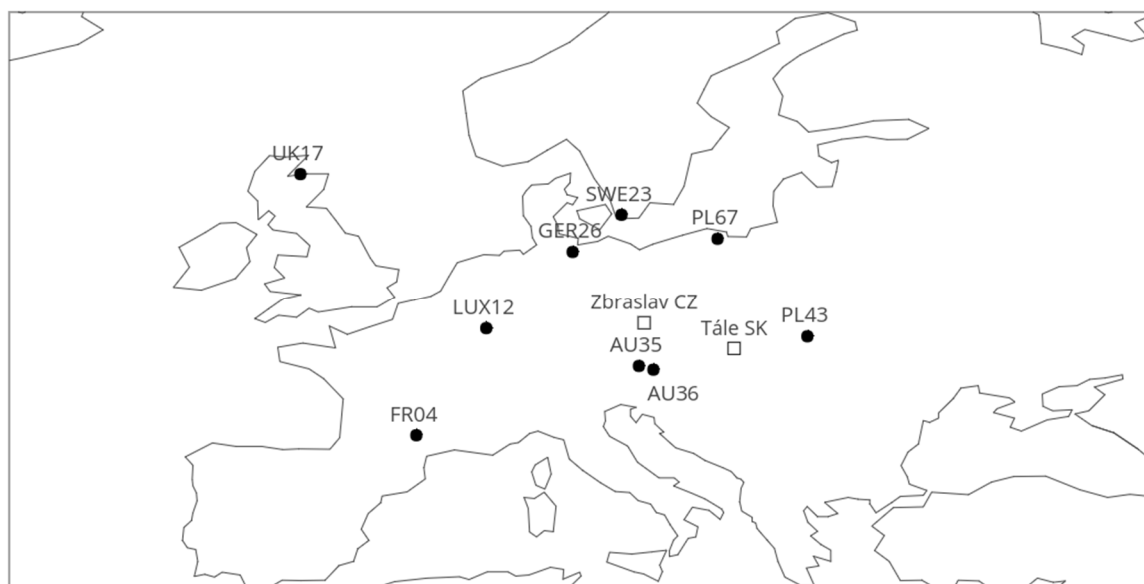 UK17
SWE23
PL67
GER26
Zbraslav CZ
LUX12
PL43
Tále SK
AU35
AU36
FR04